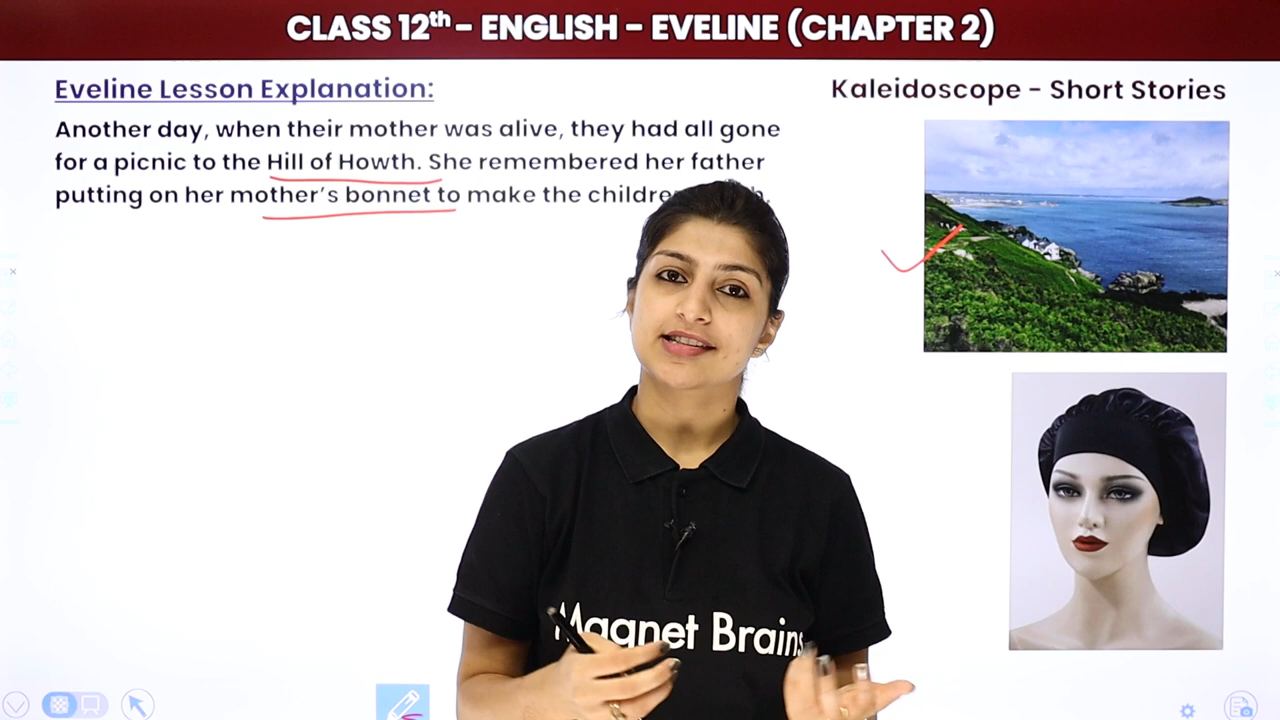 CLASS 12th - ENGLISH - EVELINE (CHAPTER 2)
Eveline Lesson Explanation:
Kaleidoscope - Short Stories
Another day, when their mother was alive, they had all gone
for a picnic to the Hill of Howth. She remembered her father
putting on her mother's bonnet to make the
Magnet Brains